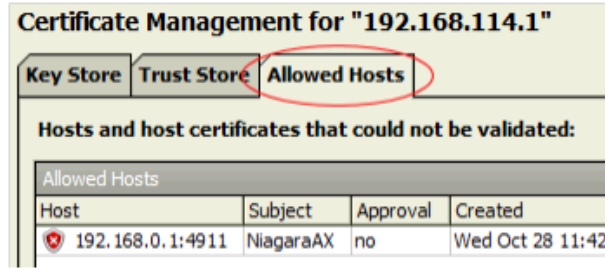 Certificate Management for "192.168.114.1"
Key Store Trust Store Allowed Hosts
Hosts and host certificates that could not be validated:
Allowed Hosts
Host Subject Approval Created
192.168.0.1:4911 NiagaraAX no Wed Oct 28 11:42